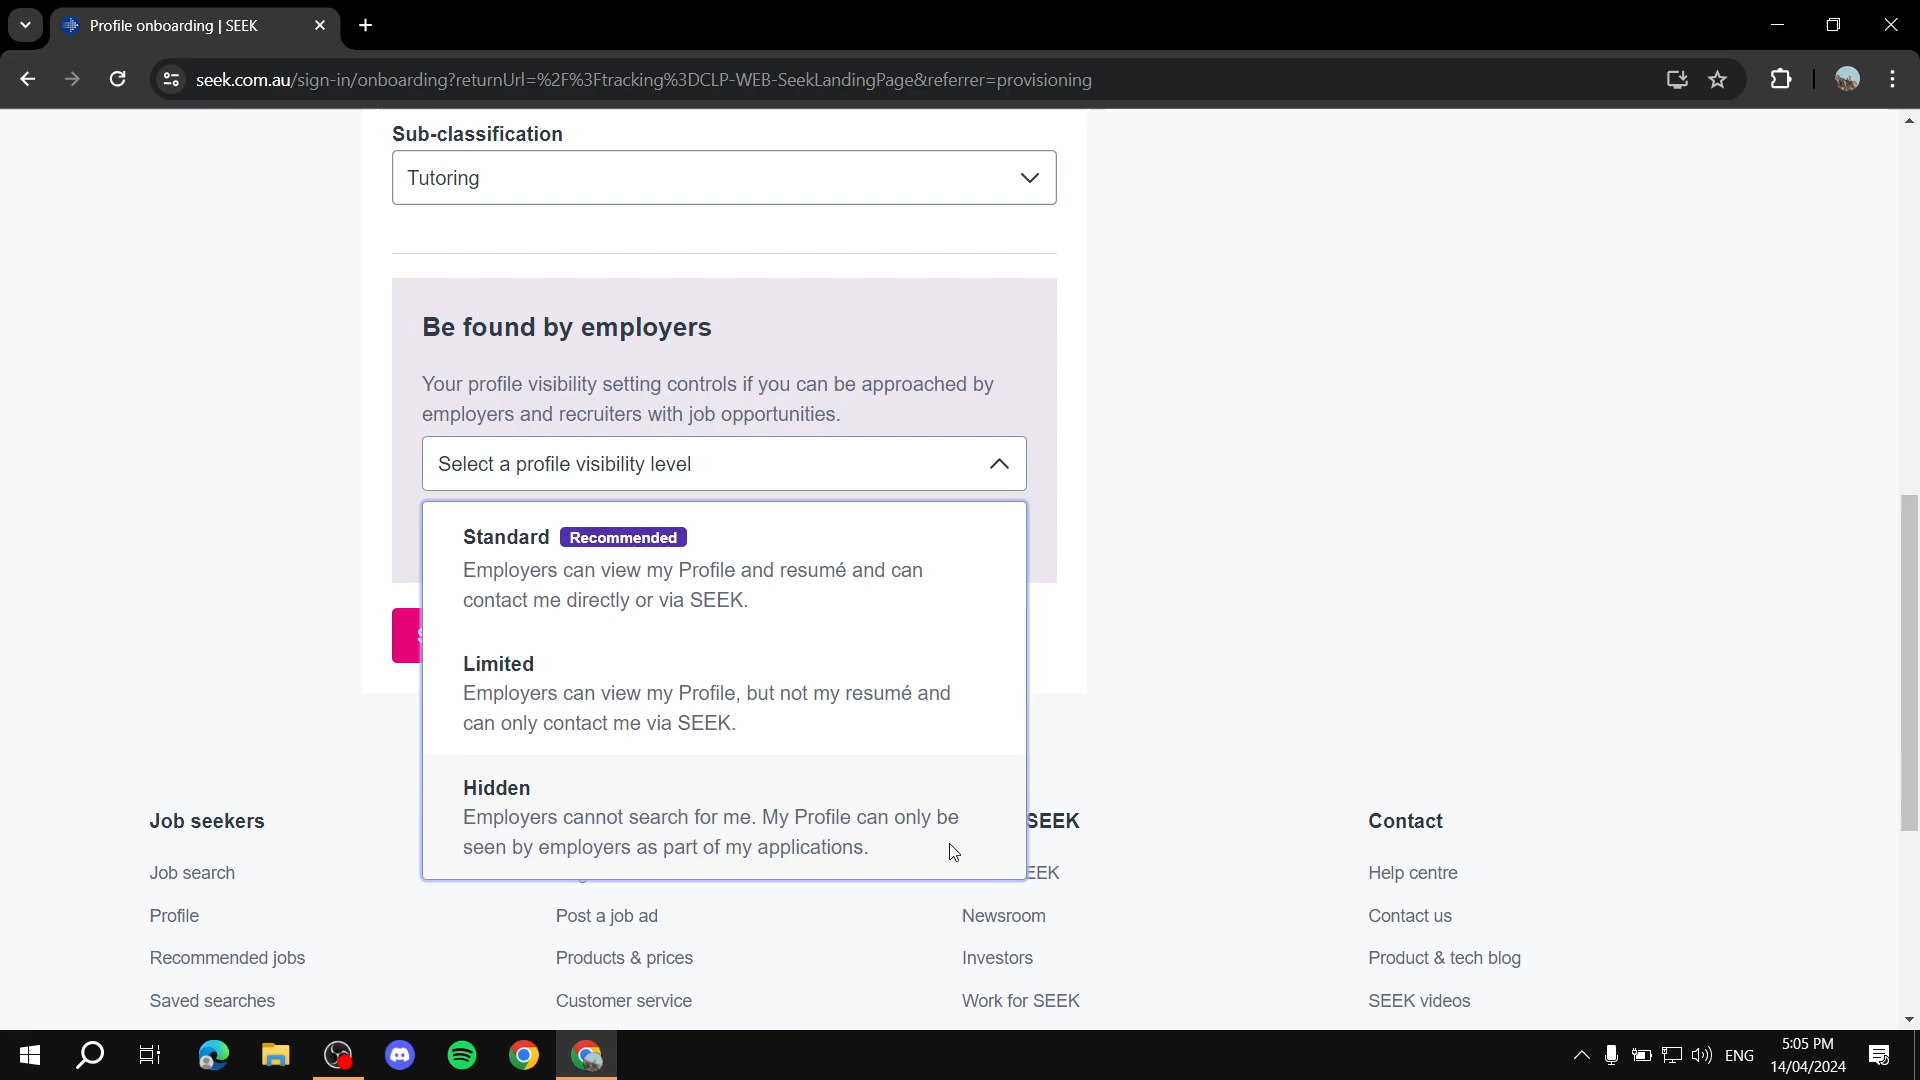 Profile onboarding | SEEK
seek.com.au/sign-in/onboarding?returnUrl=%2F%3Ftracking%3DCLP-WEB-SeekLandingPage&referrer=provisioning
Sub-classification
Tutoring
Be found by employers
Your profile visibility setting controls if you can be approached by
employers and recruiters with job opportunities.
Select a profile visibility level
Standard Recommended
Employers can view my Profile and resumé and can
contact me directly or via SEEK.
Limited
Employers can view my Profile, but not my resumé and
can only contact me via SEEK.
Hidden
Employers cannot search for me. My Profile can only be
seen by employers as part of my applications.
Job seekers
Job search
Profile
Recommended jobs
Saved searches
Post a job ad
Products & prices
Customer service
SEEK
Newsroom
Investors
Work for SEEK
Contact
Help centre
Contact us
Product & tech blog
SEEK videos
ENG
5:05 PM
14/04/2024